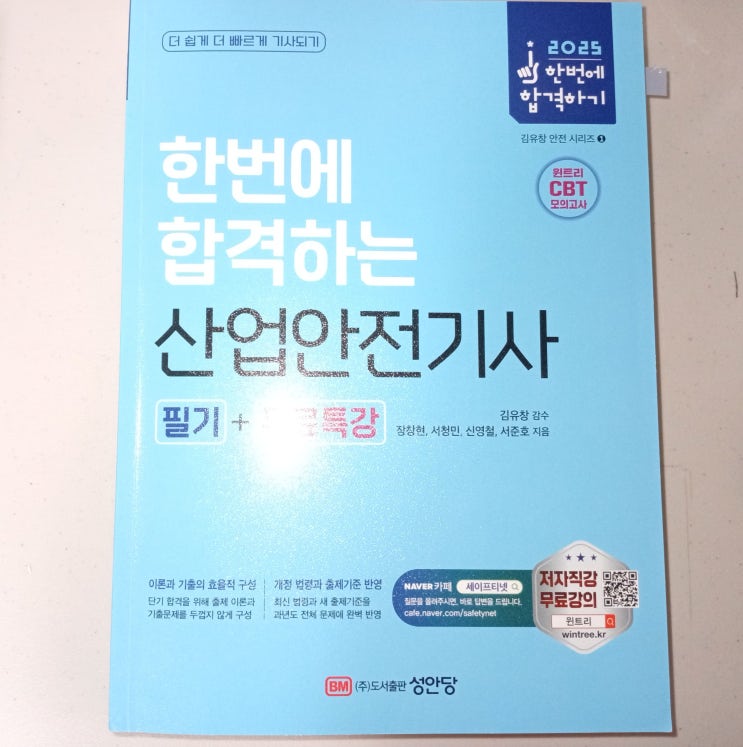 더 쉽게 더 빠르게 기사되기
2025
한번에
합격하기
김유창 안전 시리즈 1
원트리
CBT
모의고사
한번에
합격하는
산업안전기사
필기 + 특강
김유창 감수
장창현, 서청민, 신영철, 서준호 지음
이론과 기출의 효율적 구성
단기 합격을 위해 출제 이론과
기출문제를 두껍지 않게 구성
개정 법령과 출제기준 반영
최신 법령과 새 출제기준을
과년도 전체 문제에 완벽 반영
NAVER 카페 세이프티넷
질문을 올려주시면, 바로 답변을 드립니다.
cafe.naver.com/safetynet
저자직강
무료강의
윈트리
wintree.kr
BM (주)도서출판 성안당